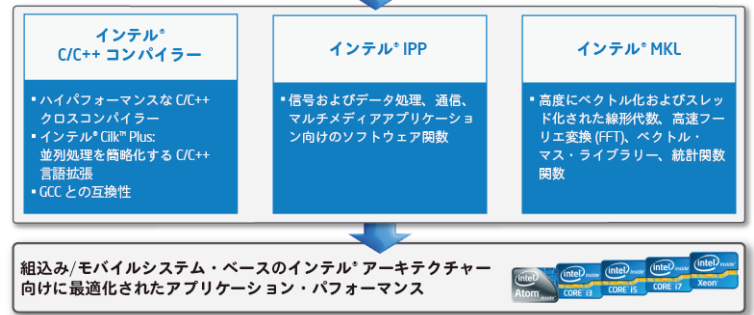 インテル®
C/C++ コンパイラー
▪ ハイパフォーマンスな C/C++
クロスコンパイラー
▪ インテル® Cilk™ Plus:
並列処理を簡略化する C/C++
言語拡張
▪ GCC との互換性
インテル® IPP
▪ 信号およびデータ処理、通信、
マルチメディアアプリケーショ
ン向けのソフトウェア関数
インテル® MKL
▪ 高度にベクトル化およびスレッ
ド化された線形代数、高速フー
リエ変換 (FFT)、ベクトル・
マス・ライブラリー、統計関数
関数
組込み/モバイルシステム・ベースのインテル® アーキテクチャー
向けに最適化されたアプリケーション・パフォーマンス
intel Atom inside
intel inside CORE i3
intel inside CORE i5
intel inside CORE i7
intel inside Xeon